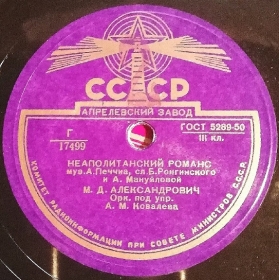 СССР
АПРЕЛЕВСКИЙ ЗАВОД
Г
17499
ГОСТ 5289-50
III кл.
НЕАПОЛИТАНСКИЙ РОМАНС
муз. А. Печчиа, сл. Б. Ронгинского
и А. Мануйловой
М. Д. АЛЕКСАНДРОВИЧ
Орк. под упр.
А. М. Ковалева
КОМИТЕТ РАДИОИНФОРМАЦИИ ПРИ СОВЕТЕ МИНИСТРОВ СССР